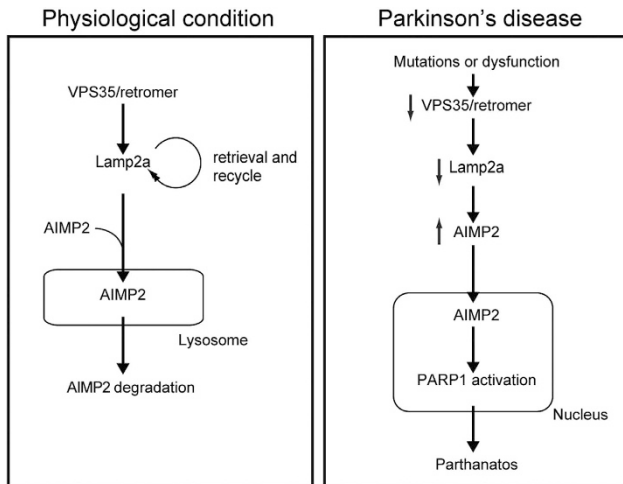 Physiological condition
VPS35/retromer
Lamp2a
retrieval and
recycle
AIMP2
AIMP2
Lysosome
AIMP2 degradation
Parkinson's disease
Mutations or dysfunction
VPS35/retromer
Lamp2a
AIMP2
AIMP2
PARP1 activation
Nucleus
Parthanatos